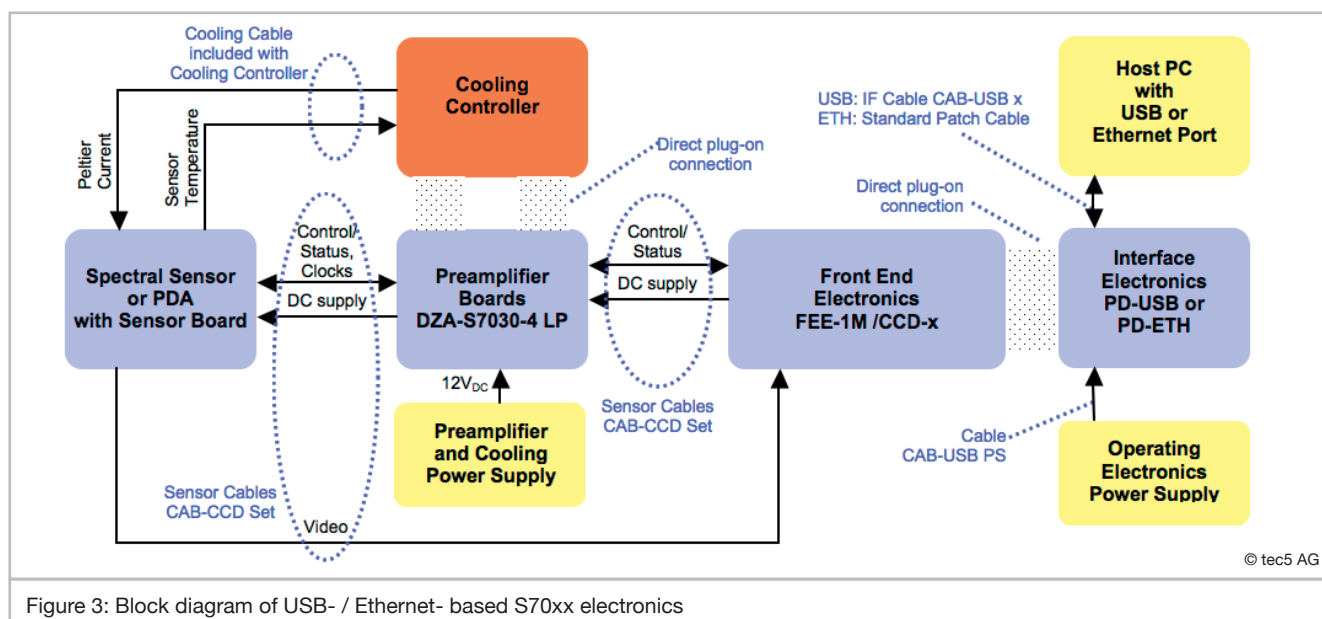 Cooling Cable
included with
Cooling Controller
Cooling
Controller
Host PC
with
USB or
Ethernet Port
USB: IF Cable CAB-USB x
ETH: Standard Patch Cable
Peltier
Current
Sensor
Temperature
Direct plug-on
connection
Direct plug-on
connection
Spectral Sensor
or PDA
with Sensor Board
Control/
Status,
Clocks
DC supply
Preamplifier
Boards
DZA-S7030-4 LP
Control/
Status
DC supply
Front End
Electronics
FEE-1M /CCD-x
Interface
Electronics
PD-USB or
PD-ETH
12VDC
Preamplifier
and Cooling
Power Supply
Sensor Cables
CAB-CCD Set
Cable
CAB-USB PS
Operating
Electronics
Power Supply
Sensor Cables
CAB-CCD Set
Video
© tec5 AG
Figure 3: Block diagram of USB- / Ethernet- based S70xx electronics